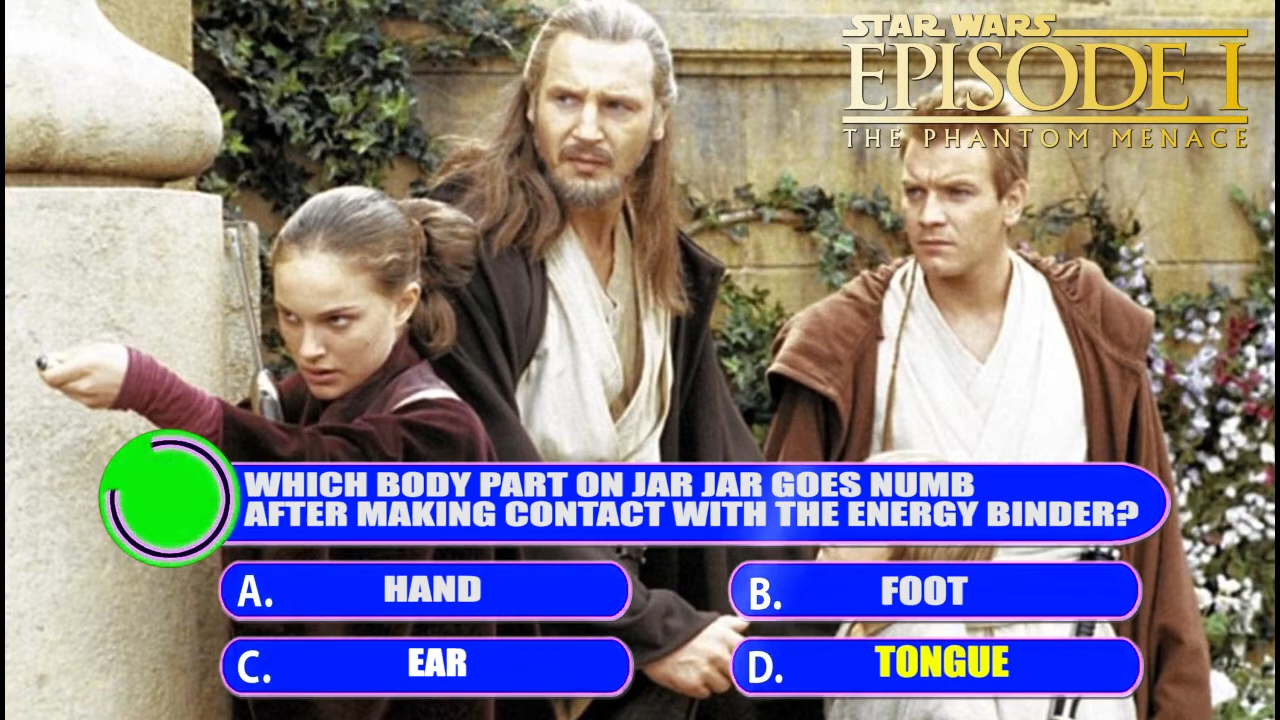 STAR WARS
EPISODE I
THE PHANTOM MENACE
WHICH BODY PART ON JAR JAR GOES NUMB
AFTER MAKING CONTACT WITH THE ENERGY BINDER?
A. HAND
B. FOOT
C. EAR
D. TONGUE